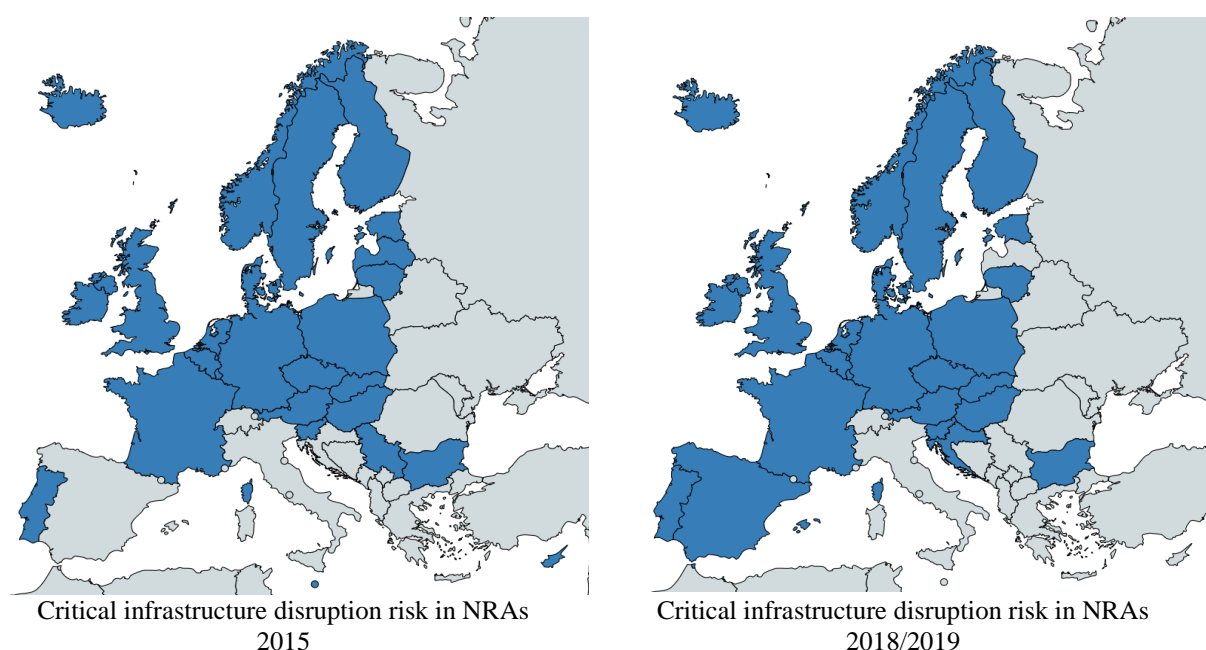 Critical infrastructure disruption risk in NRAs
2015
Critical infrastructure disruption risk in NRAs
2018/2019